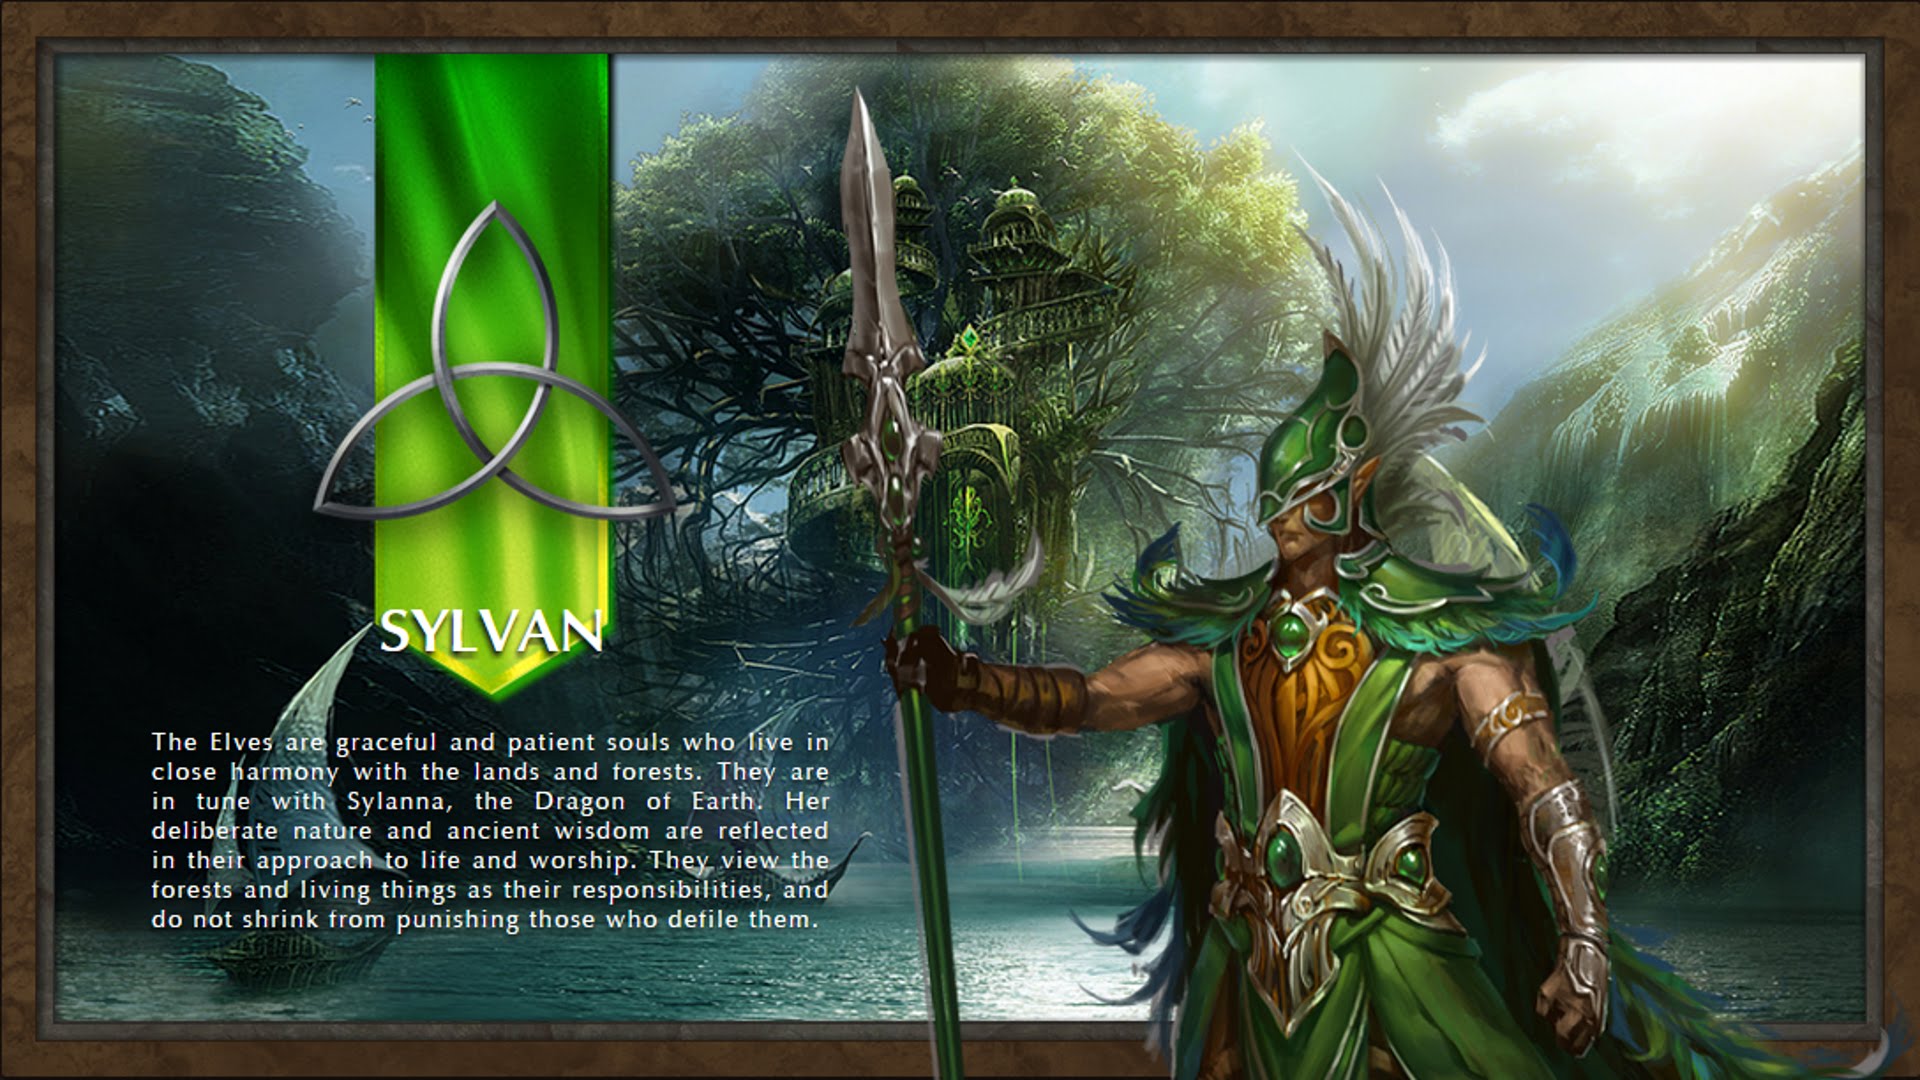 SYLVAN
The Elves are graceful and patient souls who live in
close harmony with the lands and forests. They are
in tune with Sylanna, the Dragon of Earth. Her
deliberate nature and ancient wisdom are reflected
in their approach to life and worship. They view the
forests and living things as their responsibilities, and
do not shrink from punishing those who defile them.